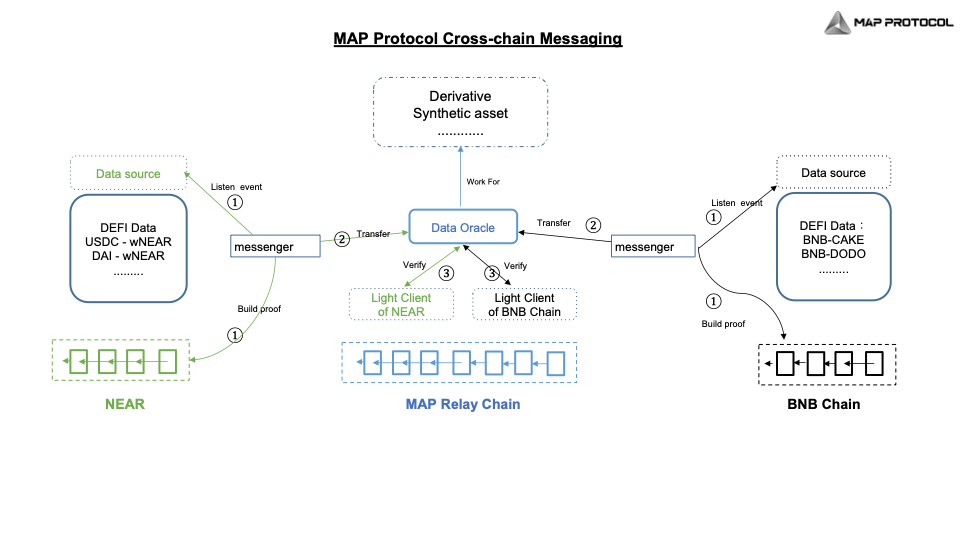 MAP PROTOCOL
MAP Protocol Cross-chain Messaging
Derivative
Synthetic asset
............
Work For
Data source
Listen event
①
DEFI Data
USDC - wNEAR
DAI - wNEAR
.........
messenger
②
Transfer
Data Oracle
Transfer
②
messenger
Data source
Listen event
①
DEFI Data：
BNB-CAKE
BNB-DODO
.........
Verify
③
③
Verify
Light Client
of NEAR
Light Client
of BNB Chain
Build proof
①
①
Build proof
NEAR
MAP Relay Chain
BNB Chain